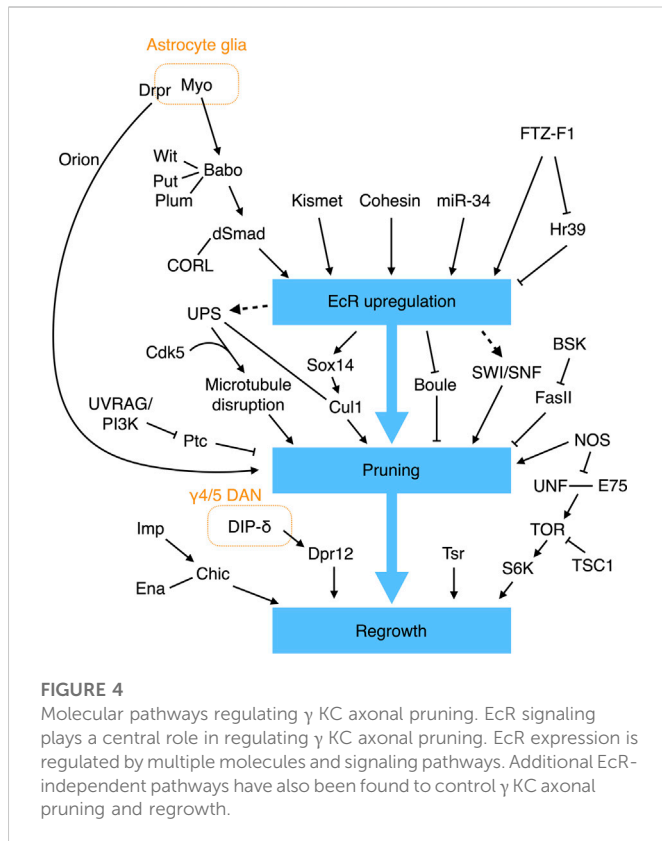 Astrocyte glia
Drpr
Myo
FTZ-F1
Orion
Wit
Put
Plum
Babo
Kismet
Cohesin
miR-34
Hr39
dSmad
CORL
EcR upregulation
UPS
BSK
Cdk5
Sox14
SWI/SNF
Boule
FasII
Microtubule
disruption
Cul1
UVRAG/
PI3K
Ptc
NOS
Pruning
γ4/5 DAN
UNF
E75
DIP-δ
Imp
TOR
Dpr12
Tsr
Chic
S6K
TSC1
Ena
Regrowth
FIGURE 4
Molecular pathways regulating γ KC axonal pruning. EcR signaling
plays a central role in regulating γ KC axonal pruning. EcR expression is
regulated by multiple molecules and signaling pathways. Additional EcR-
independent pathways have also been found to control γ KC axonal
pruning and regrowth.